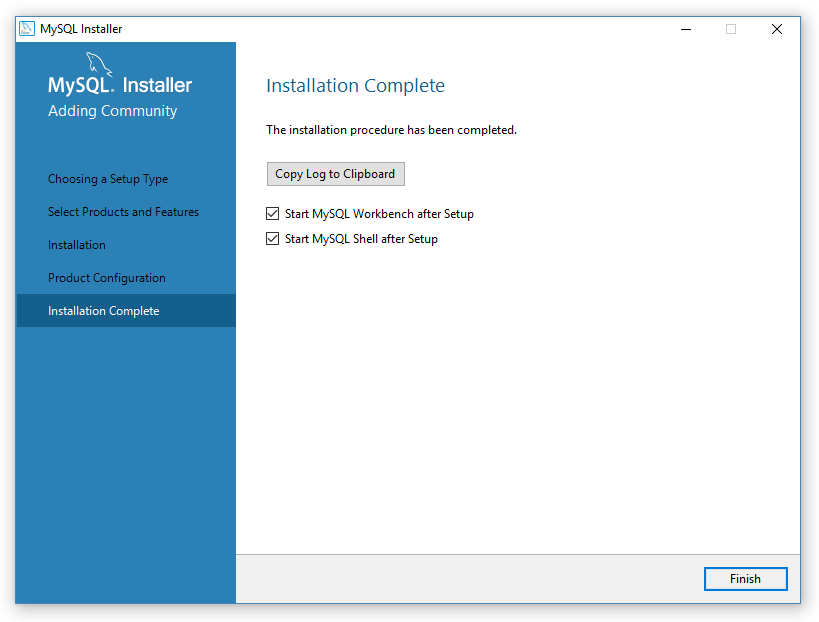 MySQL Installer
MySQL® Installer
Adding Community
Choosing a Setup Type
Select Products and Features
Installation
Product Configuration
Installation Complete
Installation Complete
The installation procedure has been completed.
Copy Log to Clipboard
Start MySQL Workbench after Setup
Start MySQL Shell after Setup
Finish